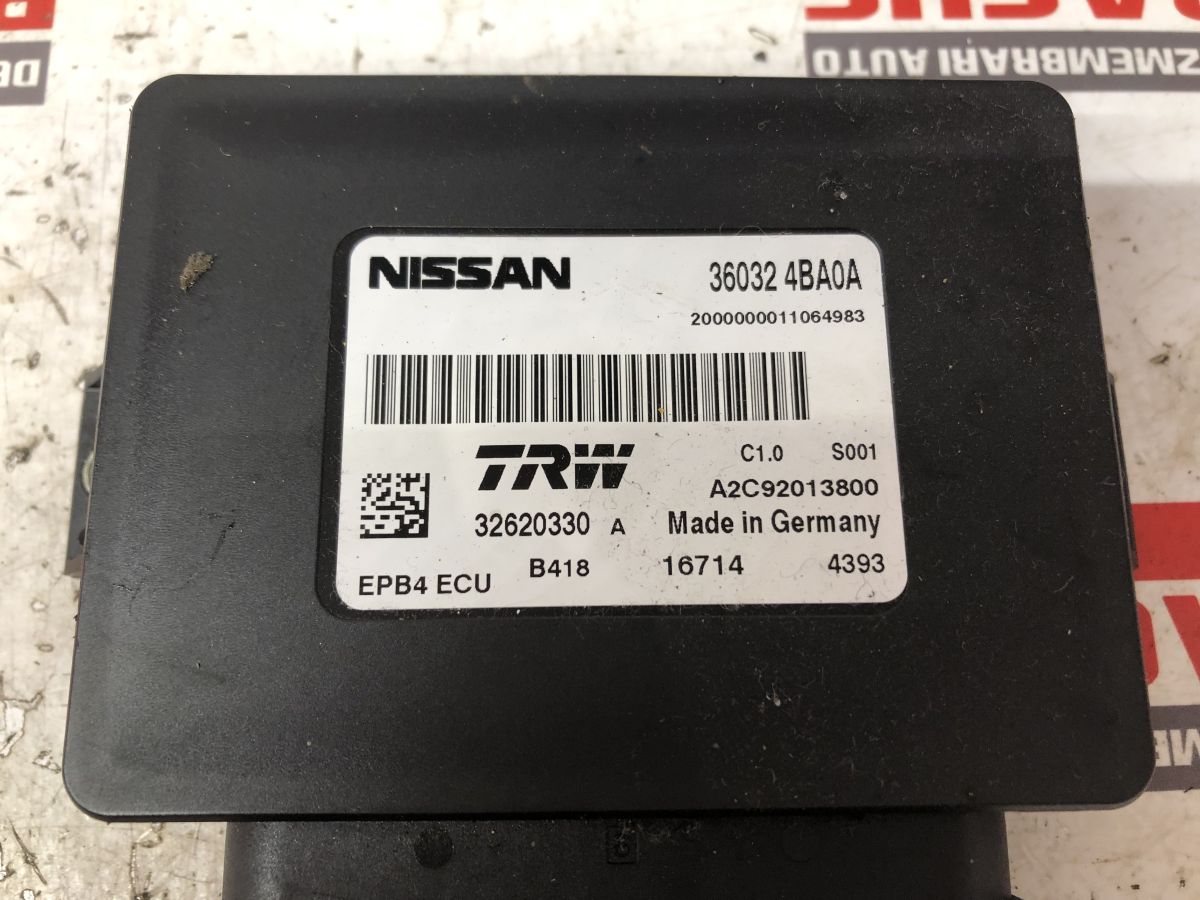 DE
ZMEMBRARI AUTO
NISSAN 36032 4BA0A
2000000011064983
TRW C1.0 S001
A2C92013800
32620330 A Made in Germany
B418 16714 4393
EPB4 ECU
G